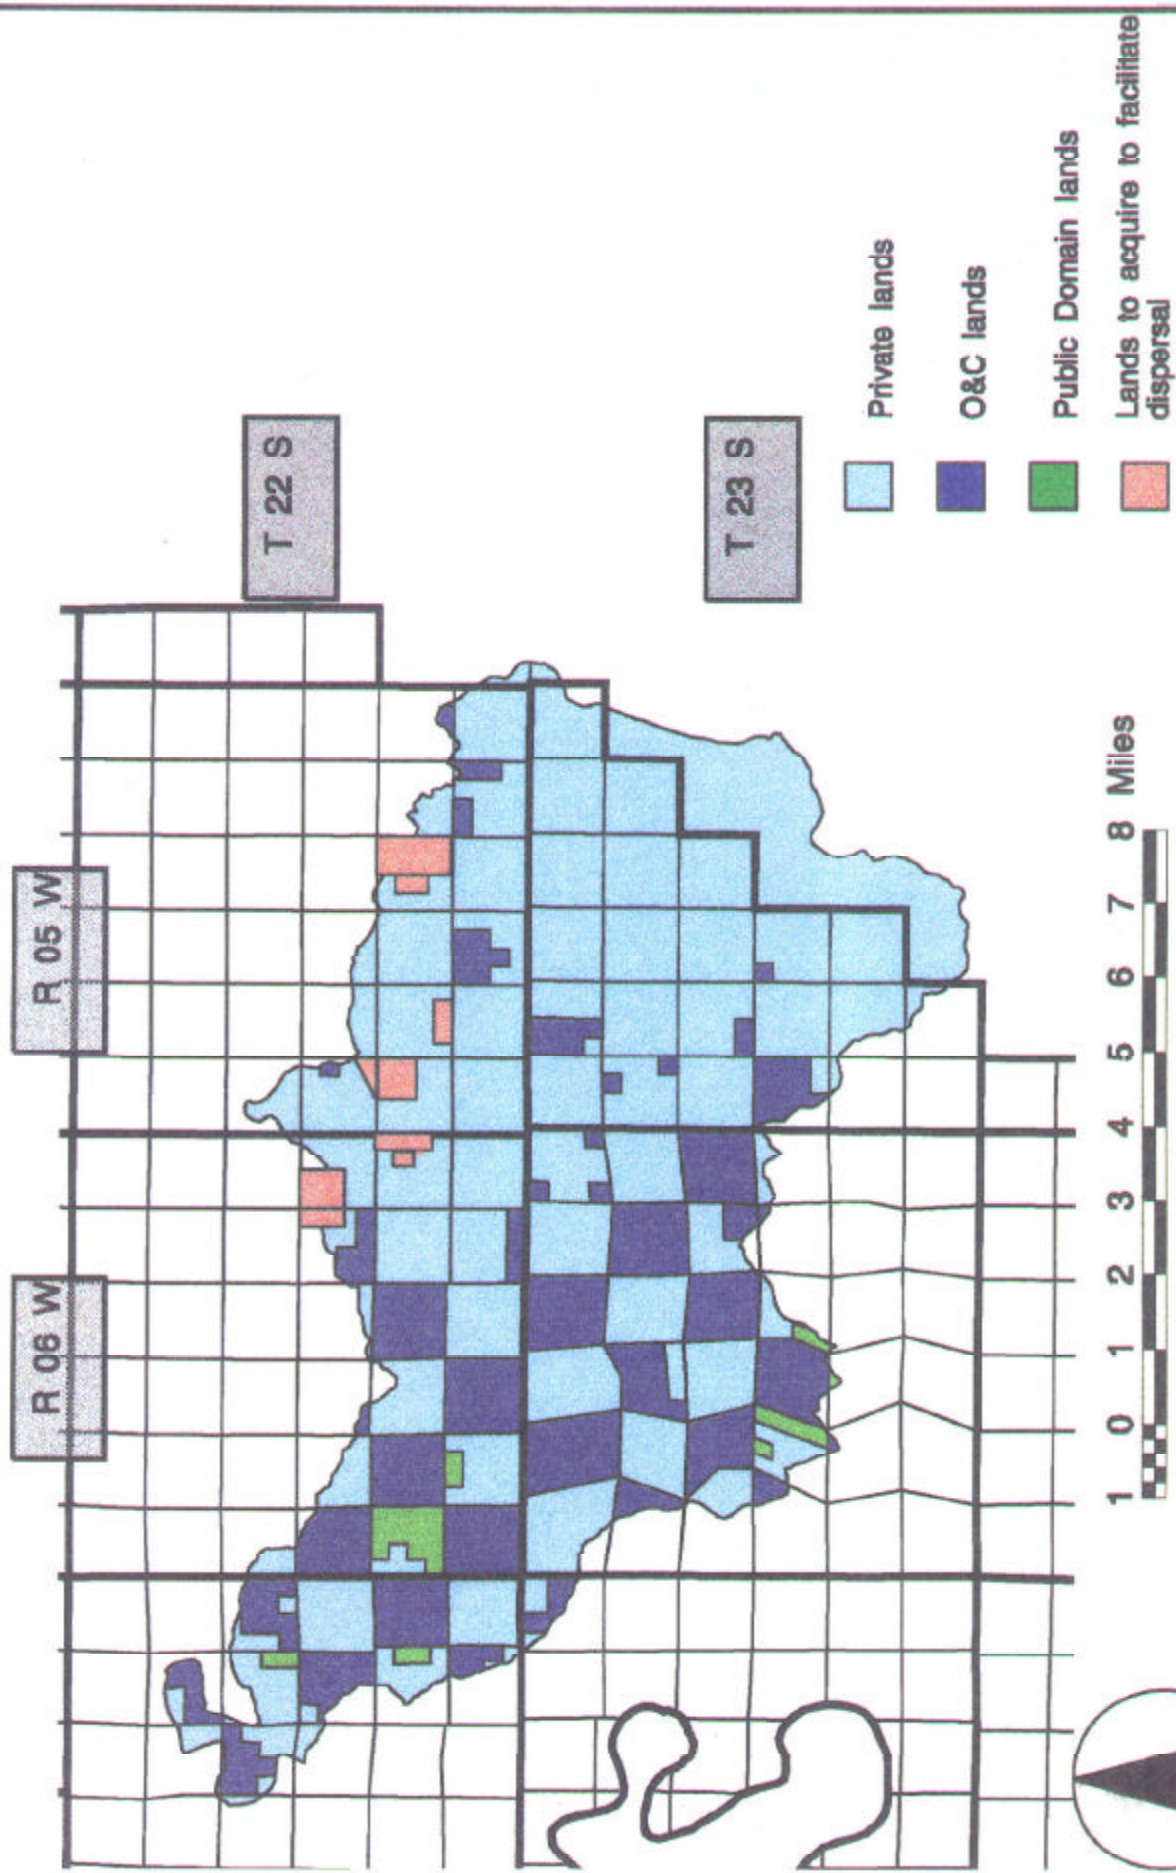 R 06 W
R 05 W
T 22 S
T 23 S
Private lands
O&C lands
Public Domain lands
Lands to acquire to facilitate
dispersal
1 0 1 2 3 4 5 6 7 8 Miles